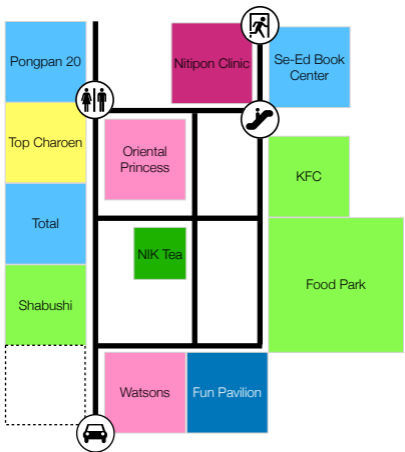 Pongpan 20
Nitipon Clinic
Se-Ed Book
Center
Top Charoen
Oriental
Princess
KFC
Total
NIK Tea
Food Park
Shabushi
Watsons
Fun Pavilion